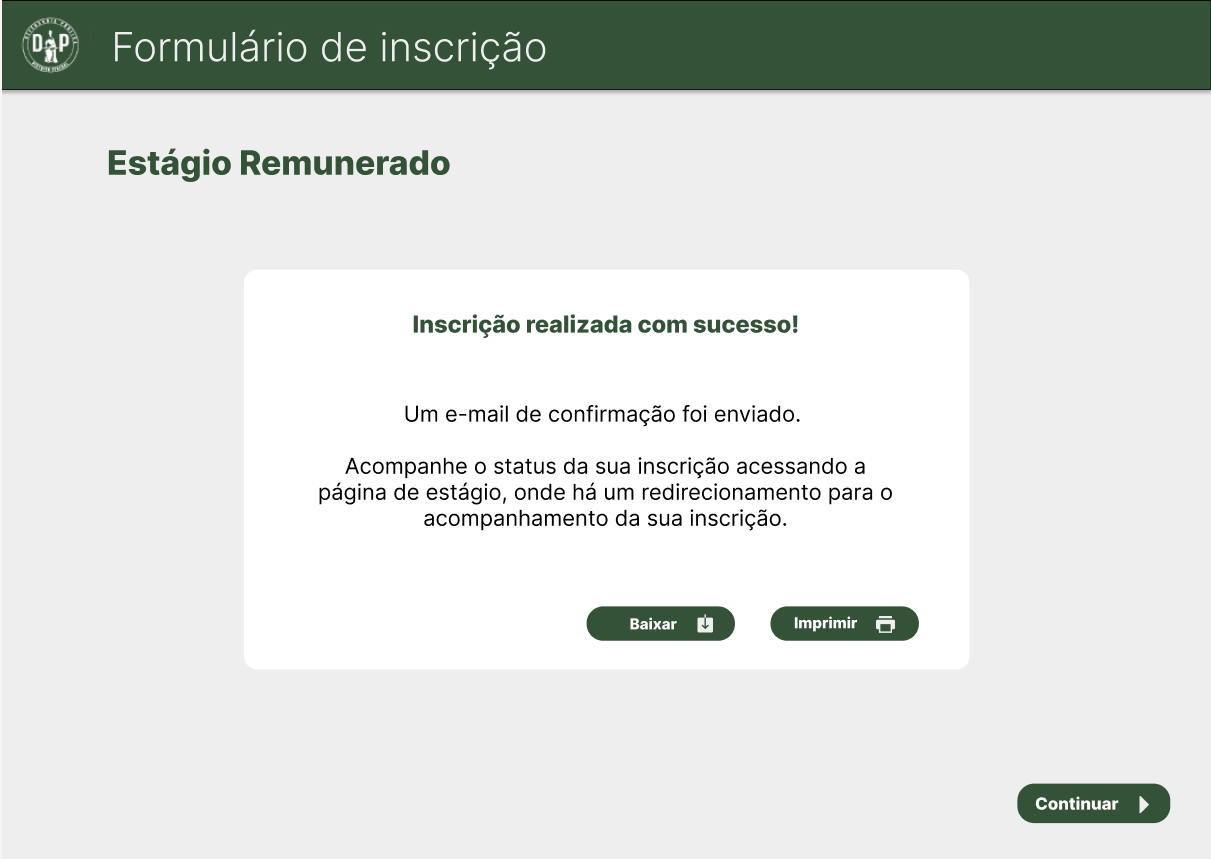 DP
Formulário de inscrição
Estágio Remunerado
Inscrição realizada com sucesso!
Um e-mail de confirmação foi enviado.
Acompanhe o status da sua inscrição acessando a
página de estágio, onde há um redirecionamento para o
acompanhamento da sua inscrição.
Baixar
Imprimir
Continuar